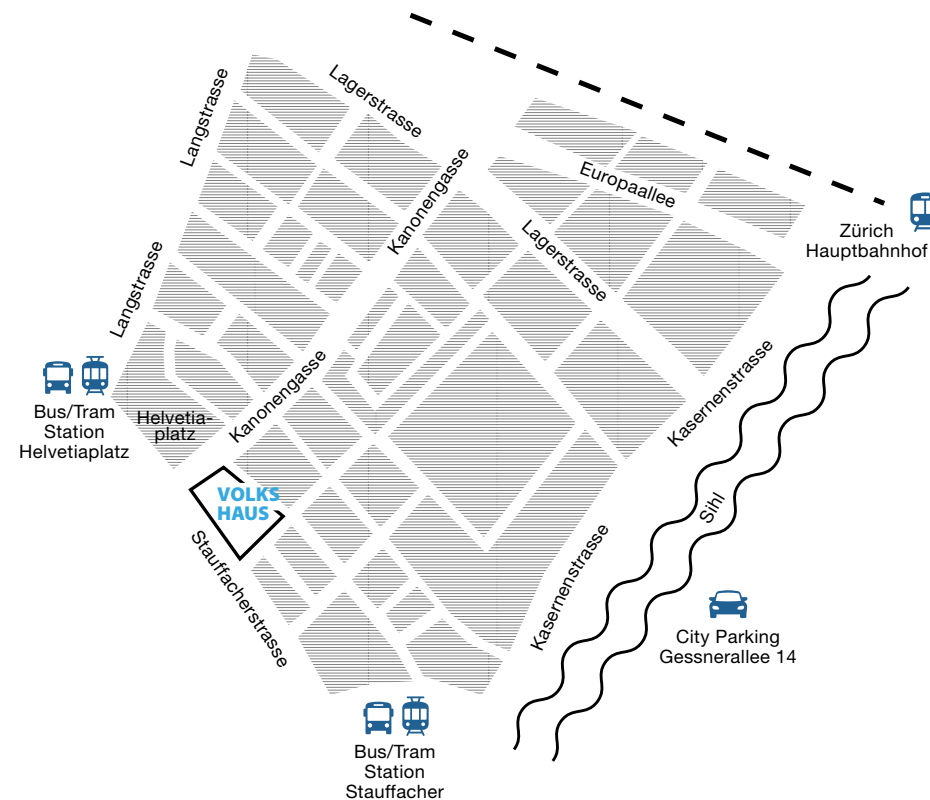 Langstrasse
Lagerstrasse
Kanonengasse
Europaallee
Lagerstrasse
Zürich
Hauptbahnhof
Langstrasse
Kasernenstrasse
Bus/Tram
Station
Helvetiaplatz
Helvetia-
platz
Kanonengasse
VOLKS
HAUS
Sihl
Stauffacherstrasse
Kasernenstrasse
City Parking
Gessnerallee 14
Bus/Tram
Station
Stauffacher